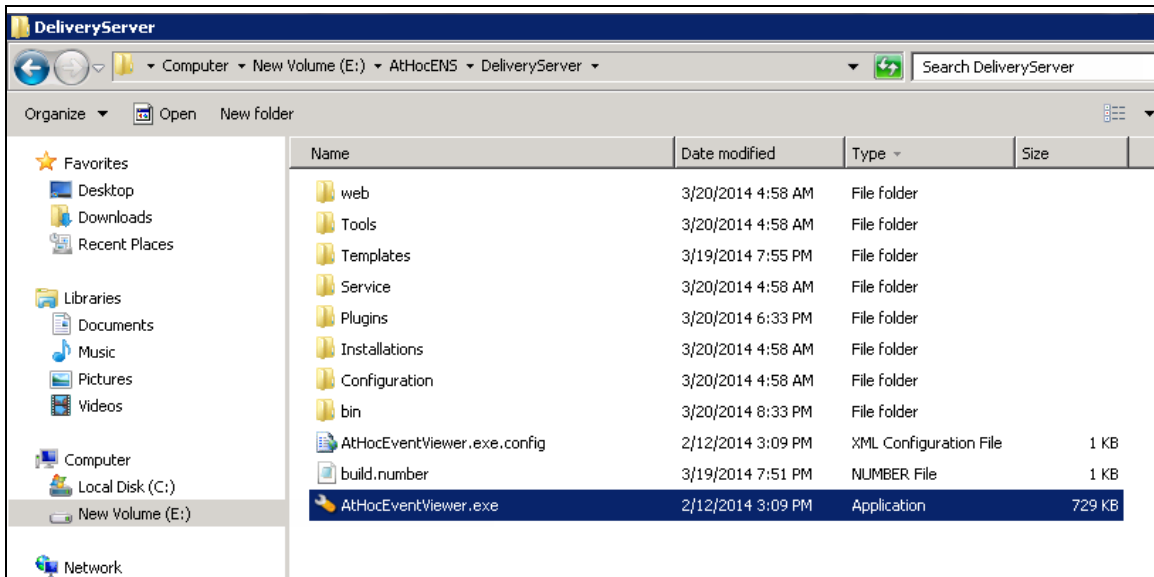 DeliveryServer
Computer New Volume (E:) AtHocENS DeliveryServer Search DeliveryServer
Organize Open New folder
Favorites
Desktop
Downloads
Recent Places
Libraries
Documents
Music
Pictures
Videos
Computer
Local Disk (C:)
New Volume (E:)
Network
Name Date modified Type Size
web 3/20/2014 4:58 AM File folder
Tools 3/20/2014 4:58 AM File folder
Templates 3/19/2014 7:55 PM File folder
Service 3/20/2014 4:58 AM File folder
Plugins 3/20/2014 6:33 PM File folder
Installations 3/20/2014 4:58 AM File folder
Configuration 3/20/2014 4:58 AM File folder
bin 3/20/2014 8:33 PM File folder
AtHocEventViewer.exe.config 2/12/2014 3:09 PM XML Configuration File 1 KB
build.number 3/19/2014 7:51 PM NUMBER File 1 KB
AtHocEventViewer.exe 2/12/2014 3:09 PM Application 729 KB